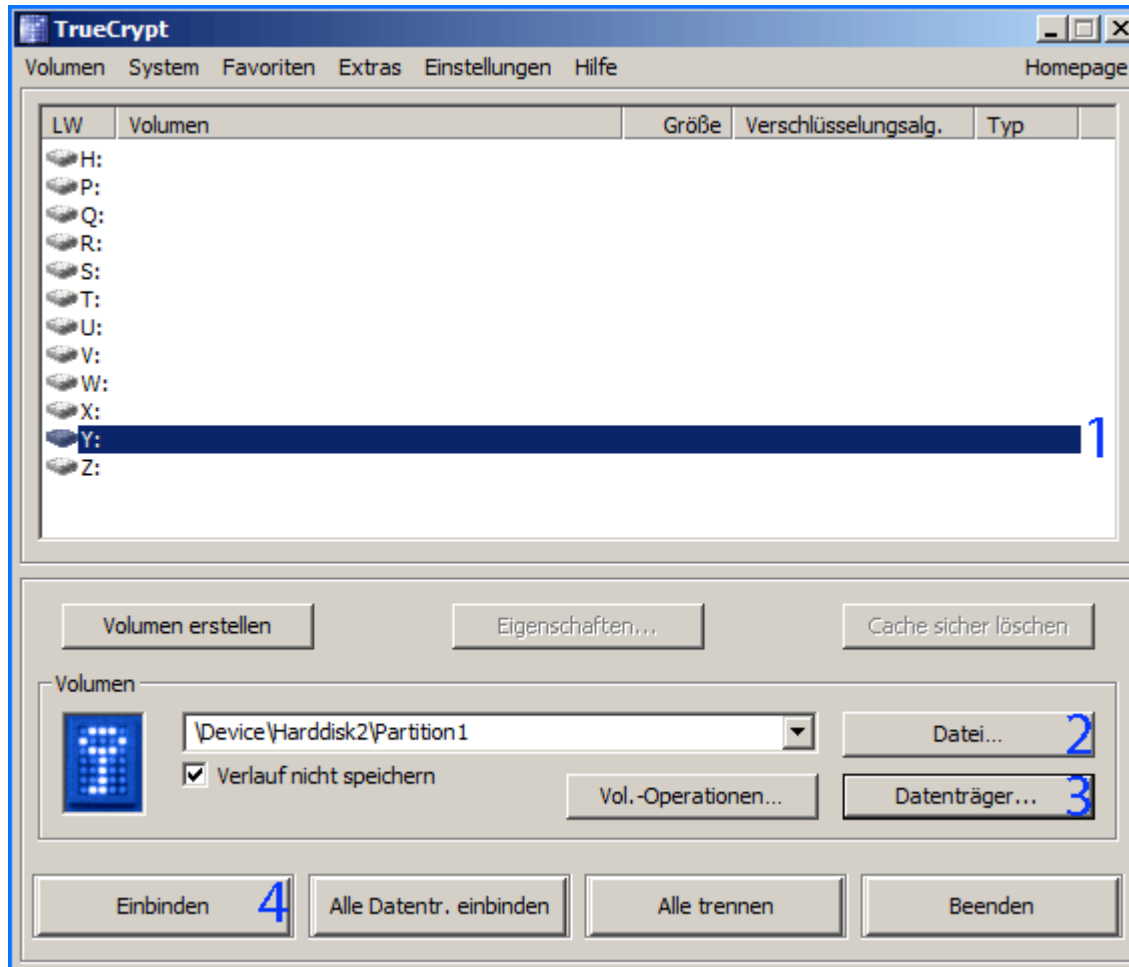 TrueCrypt
Volumen System Favoriten Extras Einstellungen Hilfe Homepage
LW Volumen Größe Verschlüsselungsalg. Typ
H:
P:
Q:
R:
S:
T:
U:
V:
W:
X:
Y: 1
Z:
Volumen erstellen Eigenschaften... Cache sicher löschen
Volumen
\Device\Harddisk2\Partition1 Datei... 2
Verlauf nicht speichern Vol.-Operationen... Datenträger... 3
Einbinden 4 Alle Datentr. einbinden Alle trennen Beenden